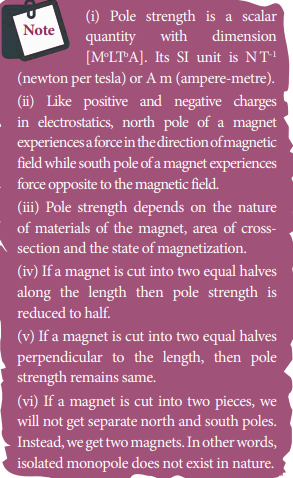 Note
(i) Pole strength is a scalar
quantity with dimension
[M⁰LT⁰A]. Its SI unit is N T⁻¹
(newton per tesla) or A m (ampere-metre).
(ii) Like positive and negative charges
in electrostatics, north pole of a magnet
experiences a force in the direction of magnetic
field while south pole of a magnet experiences
force opposite to the magnetic field.
(iii) Pole strength depends on the nature
of materials of the magnet, area of cross-
section and the state of magnetization.
(iv) If a magnet is cut into two equal halves
along the length then pole strength is
reduced to half.
(v) If a magnet is cut into two equal halves
perpendicular to the length, then pole
strength remains same.
(vi) If a magnet is cut into two pieces, we
will not get separate north and south poles.
Instead, we get two magnets. In other words,
isolated monopole does not exist in nature.